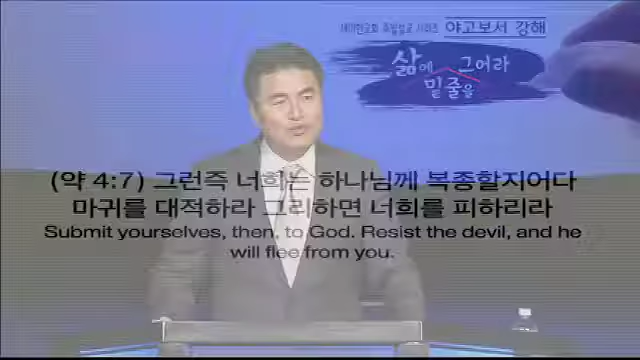 새이한교회 주일설교 시리즈 야고보서 강해
삶에 그어라
밑줄을
(약 4:7) 그런즉 너희는 하나님께 복종할지어다
마귀를 대적하라 그리하면 너희를 피하리라
Submit yourselves, then, to God. Resist the devil, and he
will flee from you.